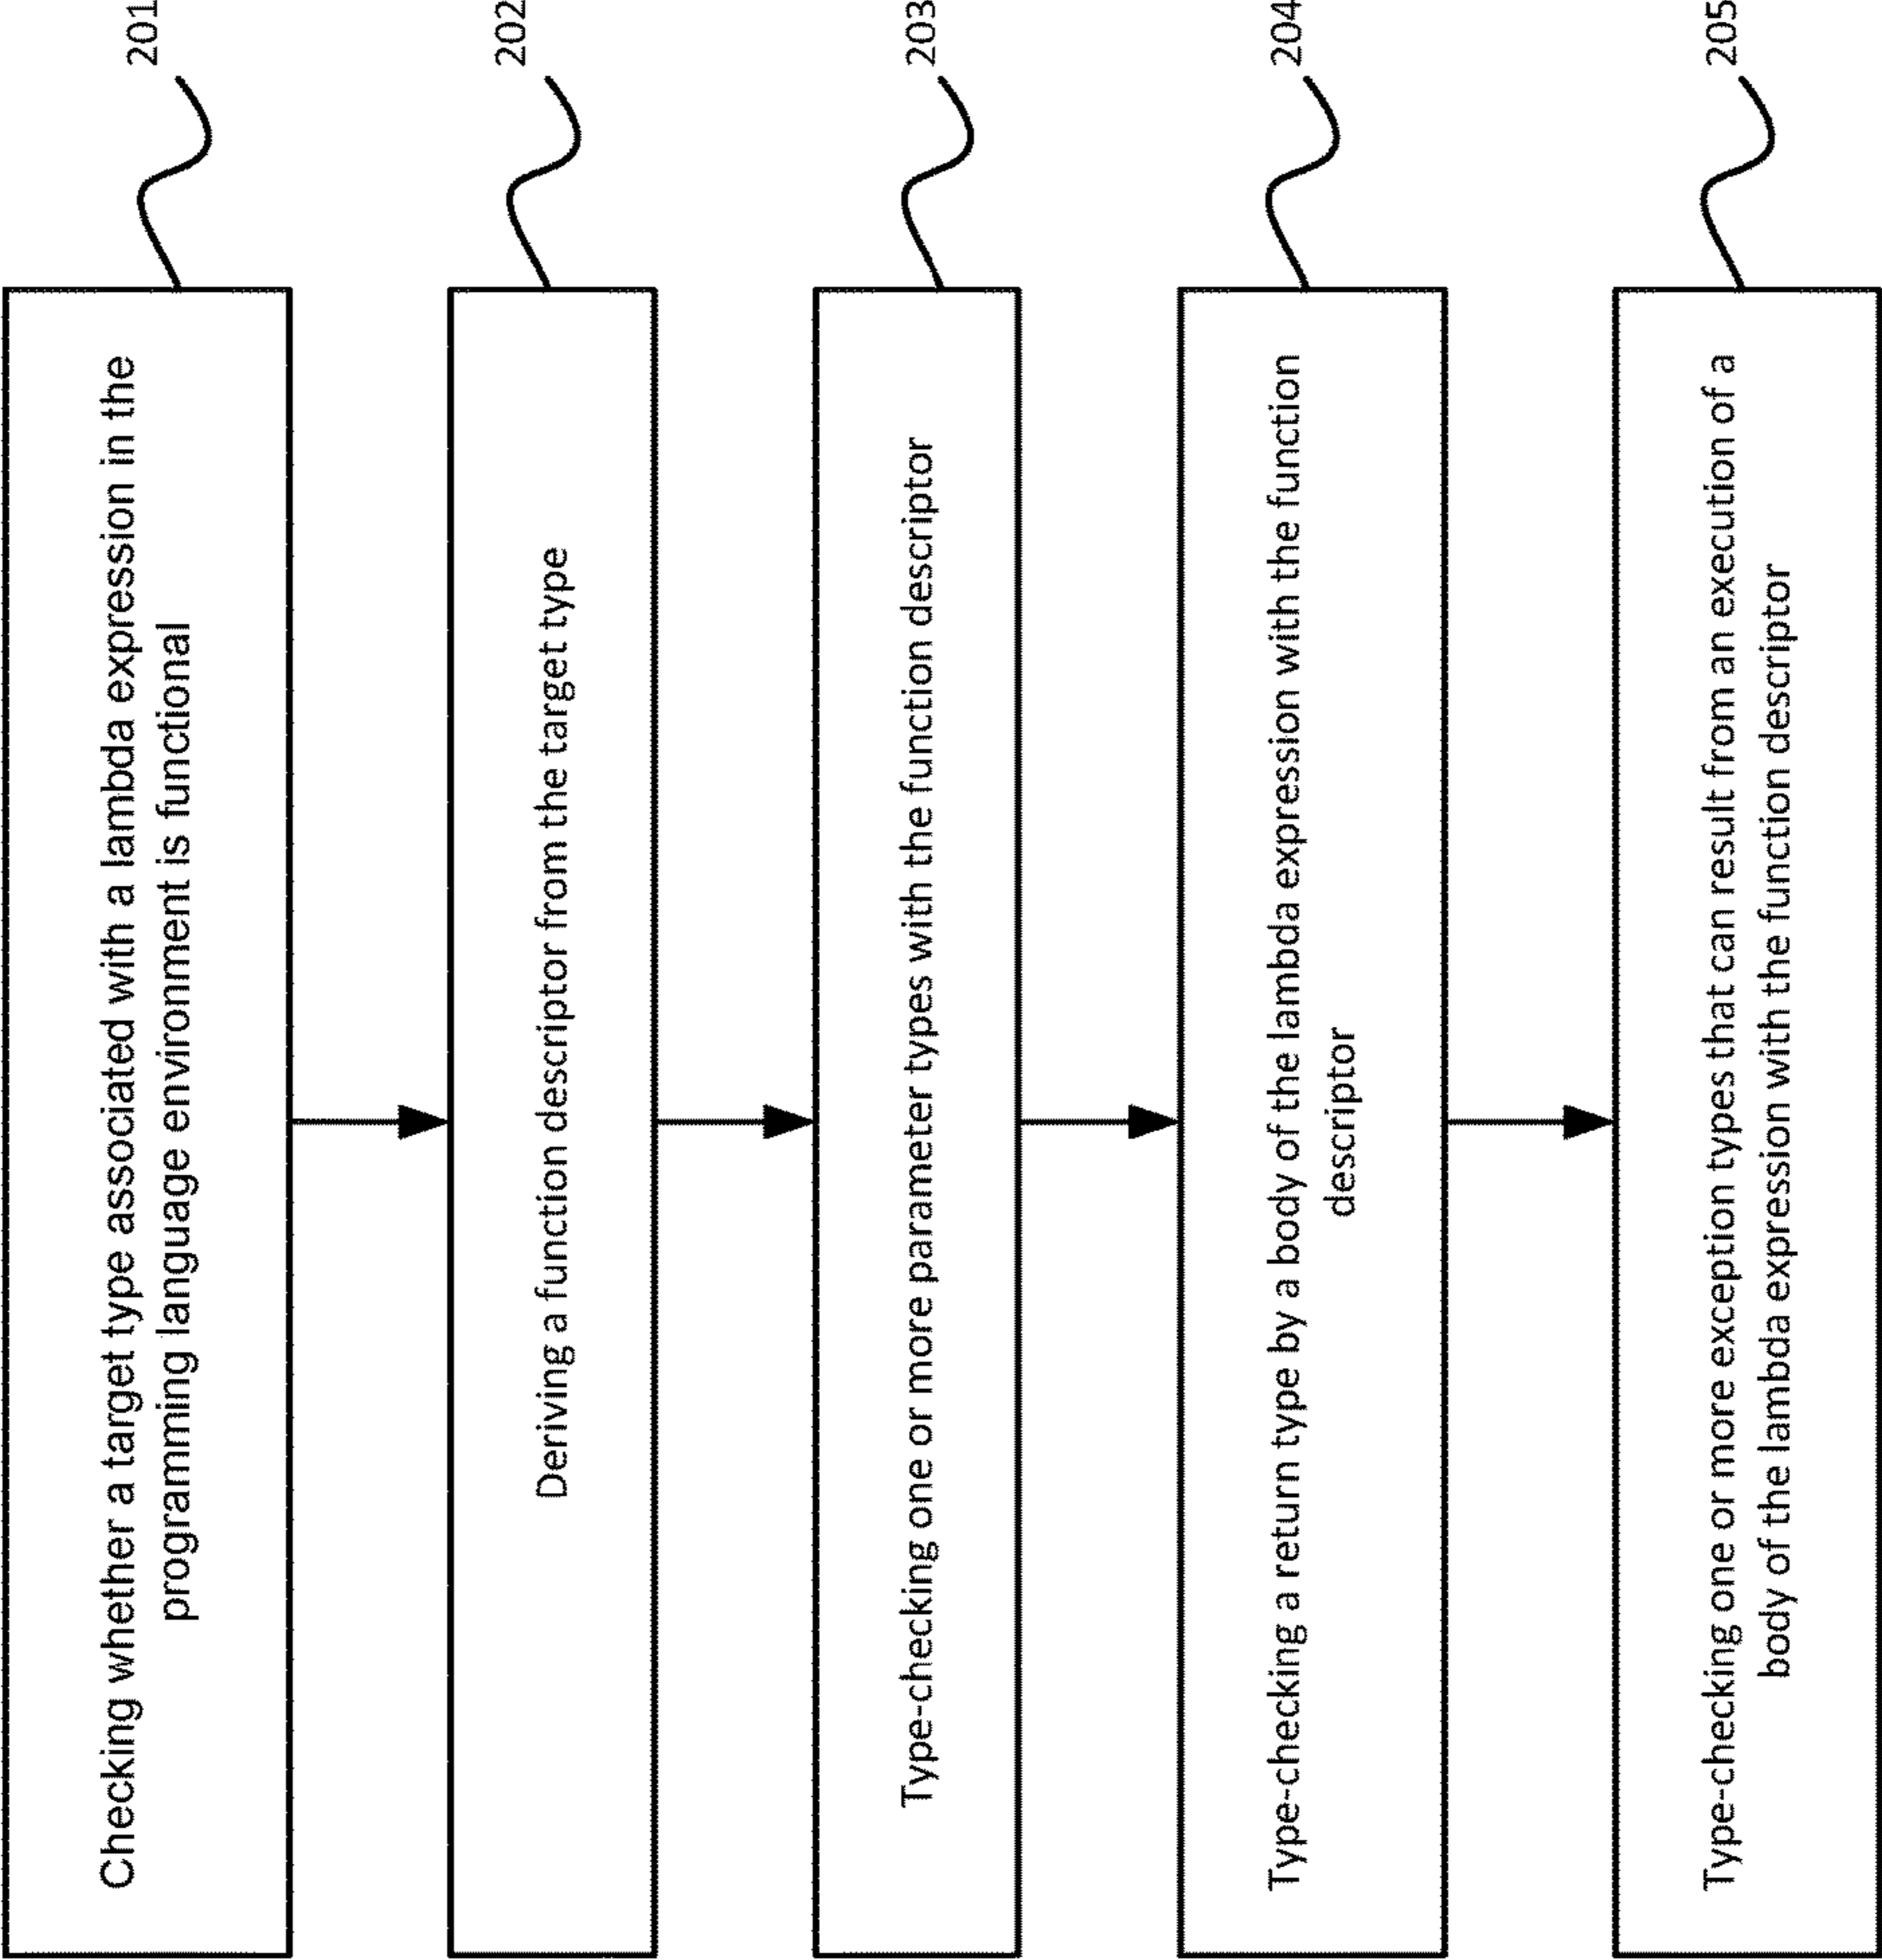 Checking whether a target type associated with a lambda expression in the
programming language environment is functional
201
Deriving a function descriptor from the target type
202
Type-checking one or more parameter types with the function descriptor
203
Type-checking a return type by a body of the lambda expression with the function
descriptor
204
Type-checking one or more exception types that can result from an execution of a
body of the lambda expression with the function descriptor
205